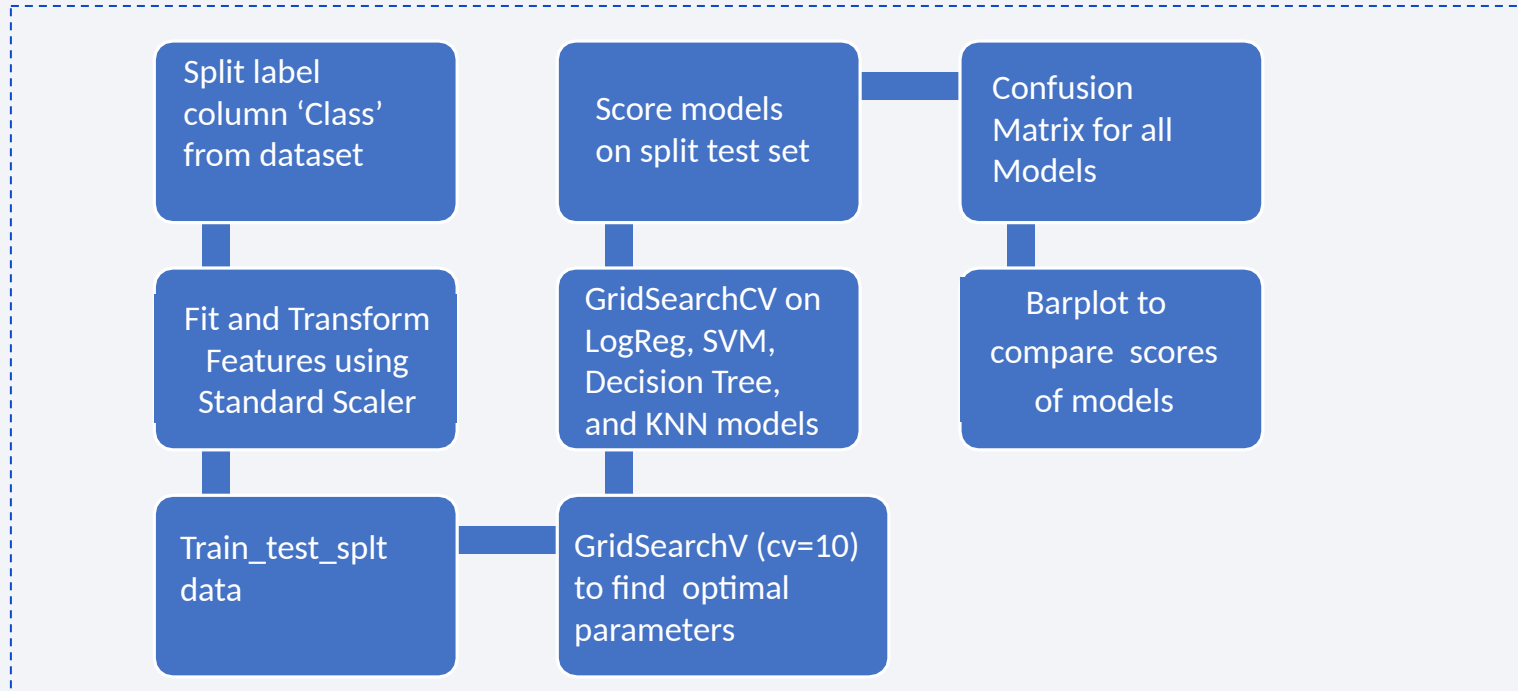 Split label
column ‘Class’
from dataset
Fit and Transform
Features using
Standard Scaler
Train_test_splt
data
GridSearchV (cv=10)
to find  optimal
parameters
GridSearchCV on
LogReg, SVM,
Decision Tree,
and KNN models
Score models
on split test set
Confusion
Matrix for all
Models
Barplot to
compare  scores
of models